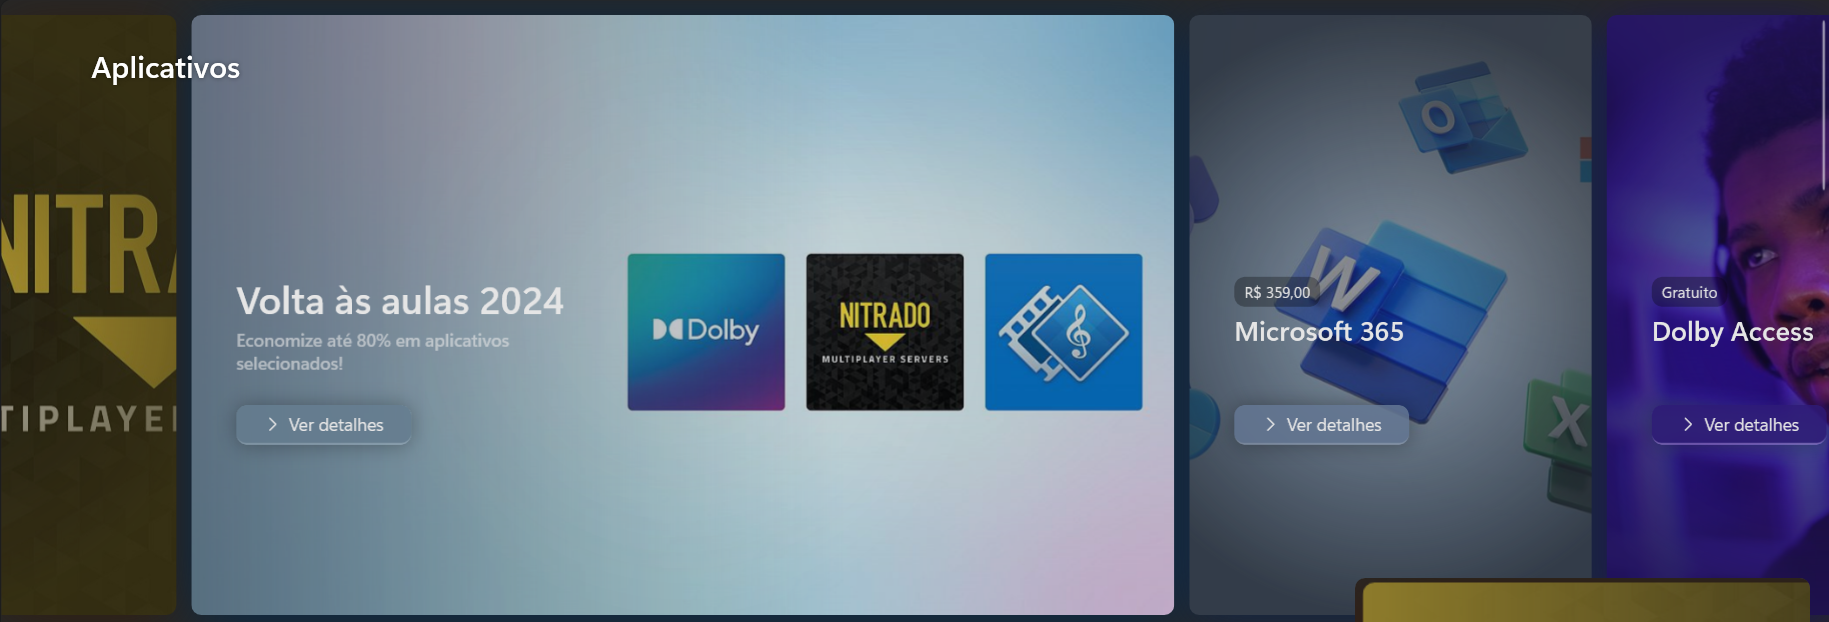 Aplicativos
NITRA
TIPLAYE
Volta às aulas 2024
Economize até 80% em aplicativos
selecionados!
Ver detalhes
Dolby
NITRADO
MULTIPLAYER SERVERS
O
W
X
R$ 359,00
Microsoft 365
Ver detalhes
Gratuito
Dolby Access
Ver detalhes